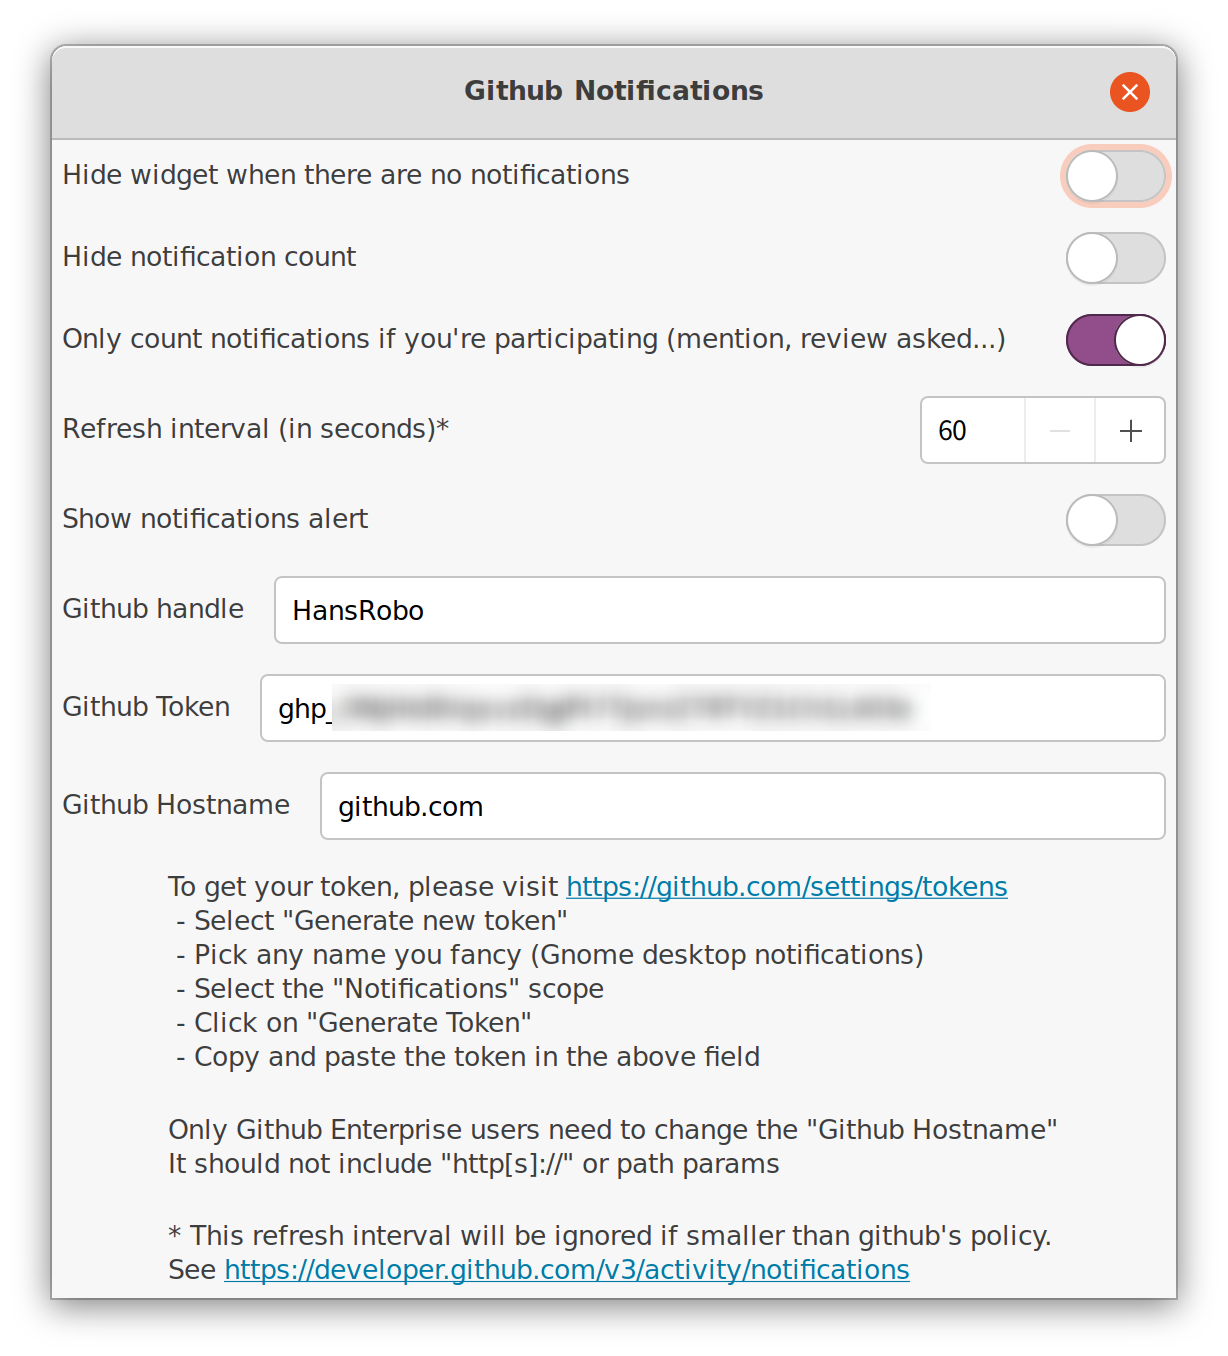 Github Notifications
Hide widget when there are no notifications
Hide notification count
Only count notifications if you're participating (mention, review asked...)
Refresh interval (in seconds)*
60
Show notifications alert
Github handle
HansRobo
Github Token
ghp_
Github Hostname
github.com
To get your token, please visit https://github.com/settings/tokens
- Select "Generate new token"
- Pick any name you fancy (Gnome desktop notifications)
- Select the "Notifications" scope
- Click on "Generate Token"
- Copy and paste the token in the above field
Only Github Enterprise users need to change the "Github Hostname"
It should not include "http[s]://" or path params
* This refresh interval will be ignored if smaller than github's policy.
See https://developer.github.com/v3/activity/notifications